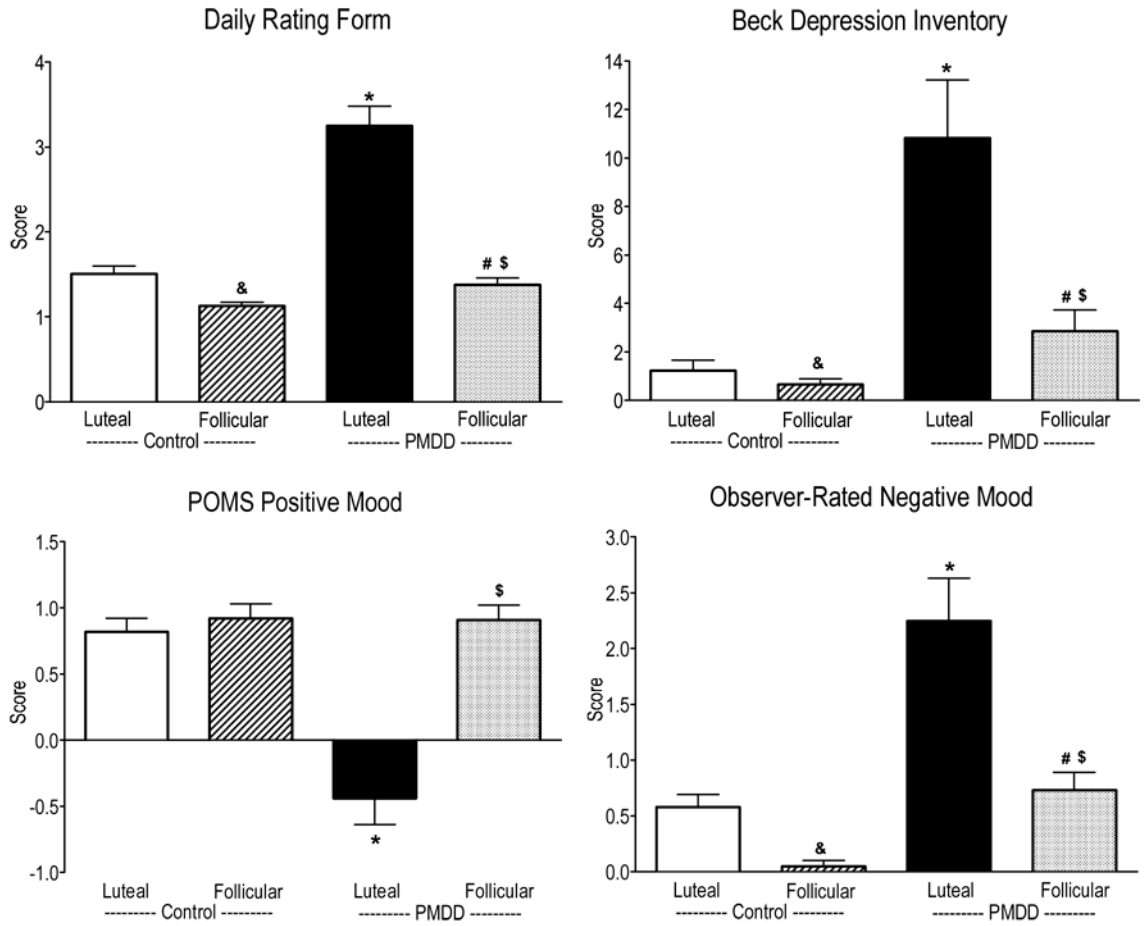 Daily Rating Form
Score
4
3
2
1
0
*
&
# $
Luteal Follicular Luteal Follicular
--------- Control --------- --------- PMDD ---------
Beck Depression Inventory
Score
14
12
10
8
6
4
2
0
*
&
# $
Luteal Follicular Luteal Follicular
--------- Control --------- --------- PMDD ---------
POMS Positive Mood
Score
1.5
1.0
0.5
0.0
-0.5
-1.0
$
*
Luteal Follicular Luteal Follicular
--------- Control --------- --------- PMDD ---------
Observer-Rated Negative Mood
Score
3.0
2.5
2.0
1.5
1.0
0.5
0.0
*
&
# $
Luteal Follicular Luteal Follicular
--------- Control --------- --------- PMDD ---------